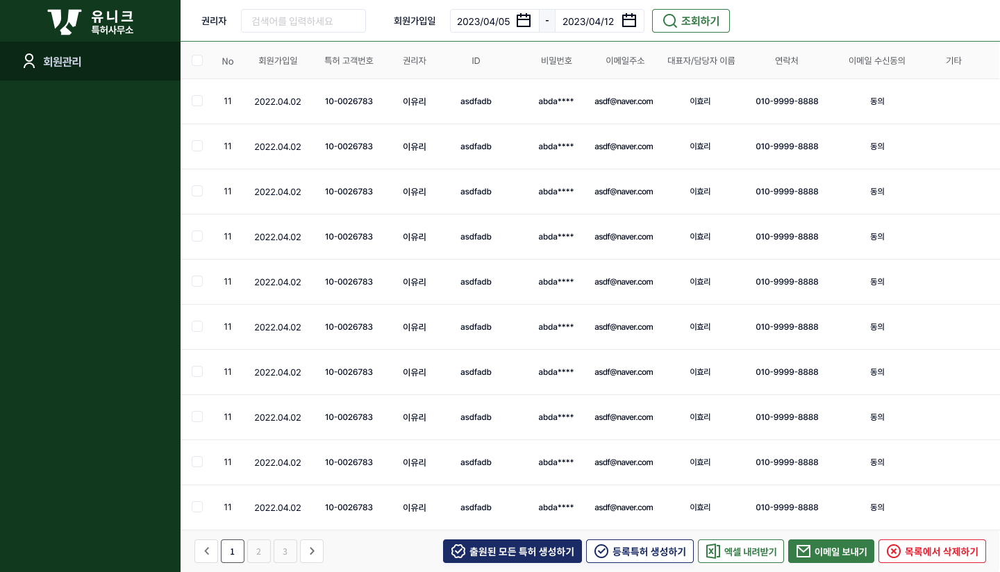 유니크
특허사무소
회원관리
권리자 검색어를 입력하세요 회원가입일 2023/04/05 - 2023/04/12 조회하기
No 회원가입일 특허 고객번호 권리자 ID 비밀번호 이메일주소 대표자/담당자 이름 연락처 이메일 수신동의 기타
11 2022.04.02 10-0026783 이유리 asdfadb abda**** asdf@naver.com 이효리 010-9999-8888 동의
11 2022.04.02 10-0026783 이유리 asdfadb abda**** asdf@naver.com 이효리 010-9999-8888 동의
11 2022.04.02 10-0026783 이유리 asdfadb abda**** asdf@naver.com 이효리 010-9999-8888 동의
11 2022.04.02 10-0026783 이유리 asdfadb abda**** asdf@naver.com 이효리 010-9999-8888 동의
11 2022.04.02 10-0026783 이유리 asdfadb abda**** asdf@naver.com 이효리 010-9999-8888 동의
11 2022.04.02 10-0026783 이유리 asdfadb abda**** asdf@naver.com 이효리 010-9999-8888 동의
11 2022.04.02 10-0026783 이유리 asdfadb abda**** asdf@naver.com 이효리 010-9999-8888 동의
11 2022.04.02 10-0026783 이유리 asdfadb abda**** asdf@naver.com 이효리 010-9999-8888 동의
11 2022.04.02 10-0026783 이유리 asdfadb abda**** asdf@naver.com 이효리 010-9999-8888 동의
11 2022.04.02 10-0026783 이유리 asdfadb abda**** asdf@naver.com 이효리 010-9999-8888 동의
1 2 3 출원된 모든 특허 생성하기 등록특허 생성하기 엑셀 내려받기 이메일 보내기 목록에서 삭제하기